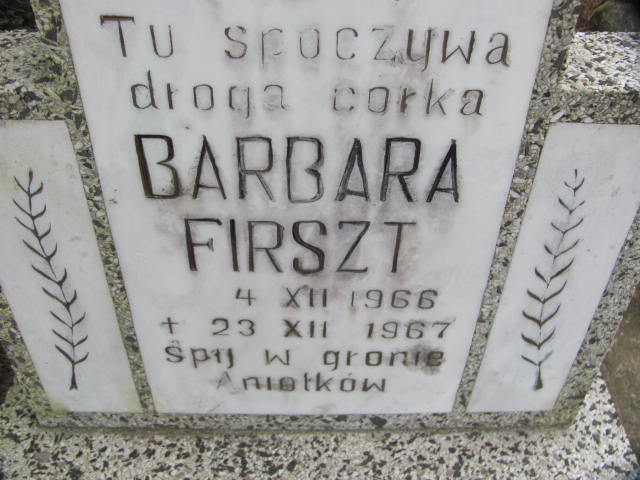 Tu spoczywa
droga córka
BARBARA
FIRSZT
4 XII 1966
+ 23 XII 1967
Śpij w gronie
Aniołków